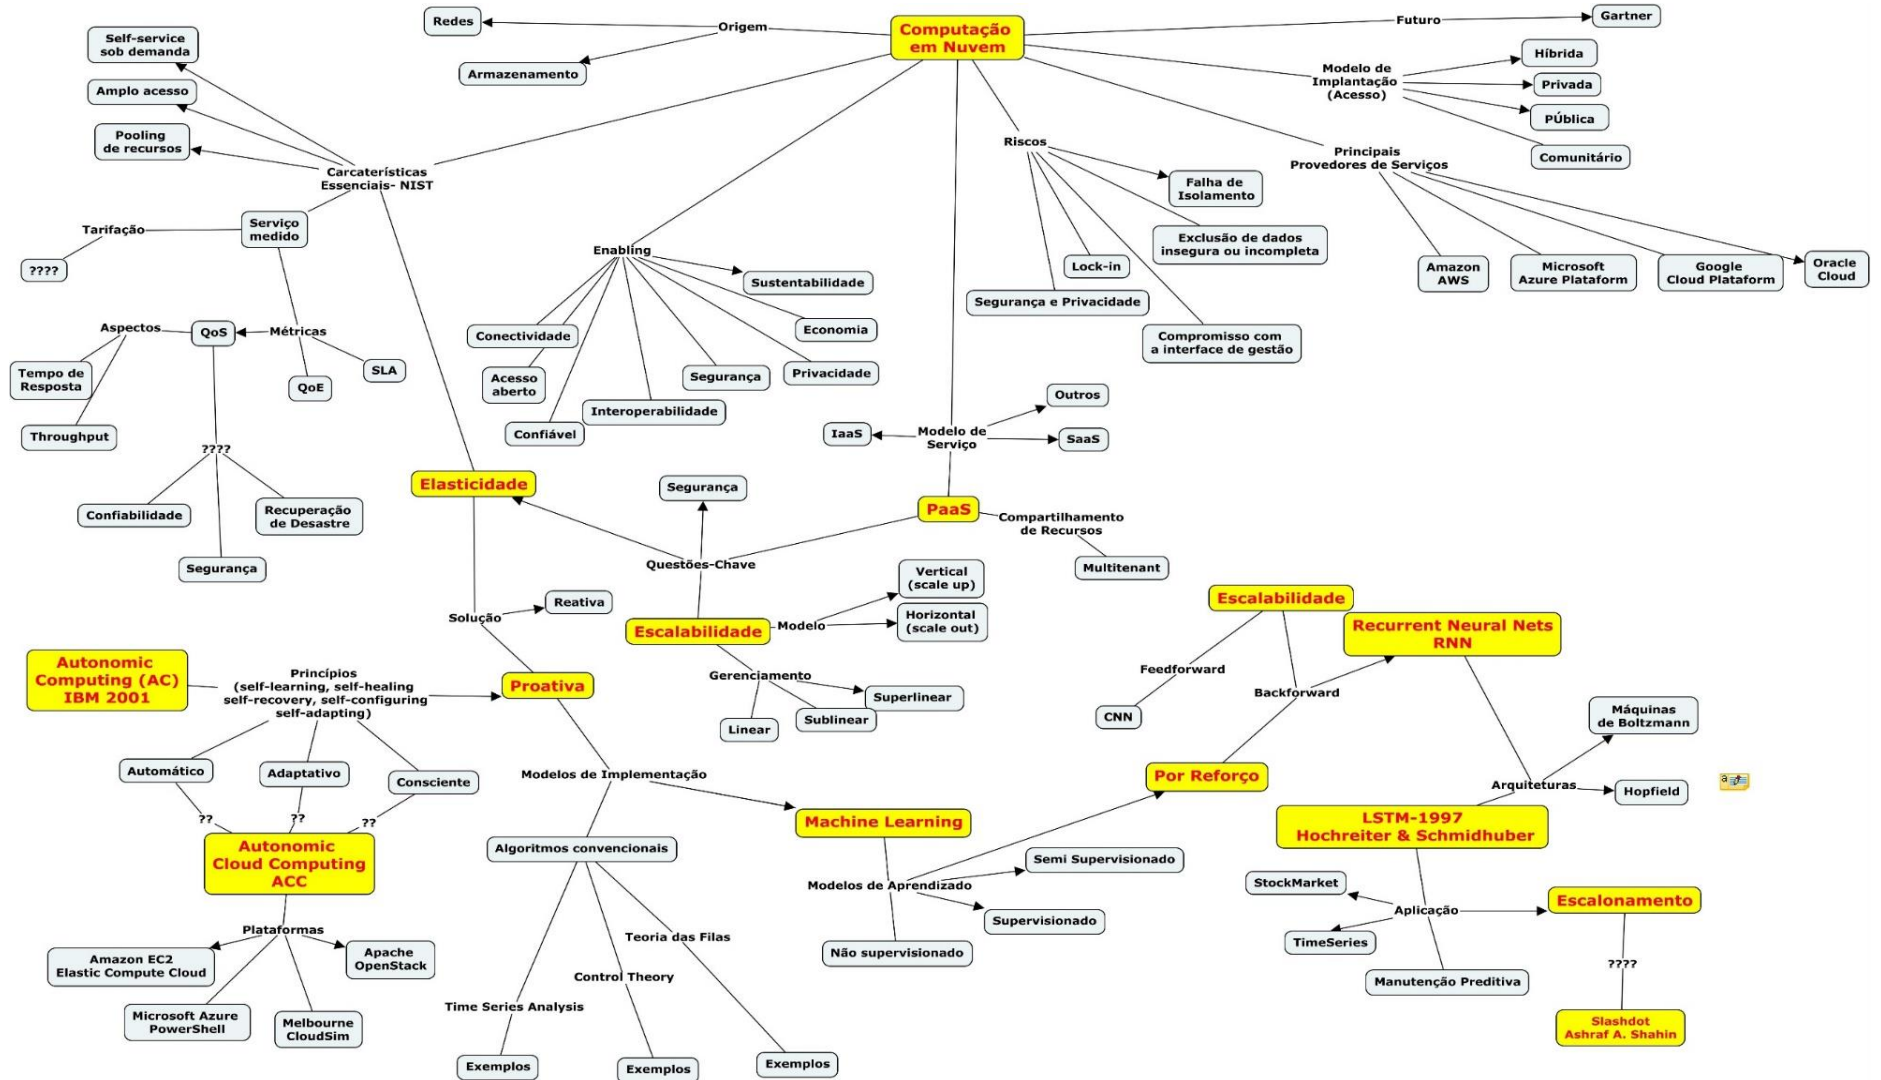 Redes
Origem
Computação
em Nuvem
Futuro
Gartner
Self-service
sob demanda
Armazenamento
Híbrida
Modelo de
Implantação
(Acesso)
Privada
PÚblica
Comunitário
Amplo acesso
Pooling
de recursos
Carcaterísticas
Essenciais- NIST
Riscos
Principais
Provedores de Serviços
Falha de
Isolamento
Exclusão de dados
insegura ou incompleta
Lock-in
Segurança e Privacidade
Compromisso com
a interface de gestão
Amazon
AWS
Microsoft
Azure Plataform
Google
Cloud Plataform
Oracle
Cloud
Tarifação
Serviço
medido
????
Enabling
Sustentabilidade
Economia
Conectividade
Privacidade
Segurança
Acesso
aberto
Interoperabilidade
Confiável
Aspectos
QoS
Métricas
Tempo de
Resposta
QoE
SLA
Throughput
????
Confiabilidade
Recuperação
de Desastre
Segurança
Outros
IaaS
Modelo de
Serviço
SaaS
Elasticidade
Segurança
PaaS
Compartilhamento
de Recursos
Multitenant
Questões-Chave
Vertical
(scale up)
Horizontal
(scale out)
Escalabilidade
Modelo
Solução
Reativa
Gerenciamento
Superlinear
Sublinear
Linear
Escalabilidade
Recurrent Neural Nets
RNN
Feedforward
Backforward
CNN
Máquinas
de Boltzmann
Autonomic
Computing (AC)
IBM 2001
Princípios
(self-learning, self-healing
self-recovery, self-configuring
self-adapting)
Proativa
Automático
Adaptativo
Consciente
??
??
??
Autonomic
Cloud Computing
ACC
Modelos de Implementação
Machine Learning
Por Reforço
Arquiteturas
Hopfield
LSTM-1997
Hochreiter & Schmidhuber
Algoritmos convencionais
Modelos de Aprendizado
Semi Supervisionado
Supervisionado
Não supervisionado
StockMarket
Aplicação
Escalonamento
TimeSeries
Manutenção Preditiva
????
Slashdot
Ashraf A. Shahin
Plataformas
Amazon EC2
Elastic Compute Cloud
Apache
OpenStack
Microsoft Azure
PowerShell
Melbourne
CloudSim
Teoria das Filas
Control Theory
Time Series Analysis
Exemplos
Exemplos
Exemplos